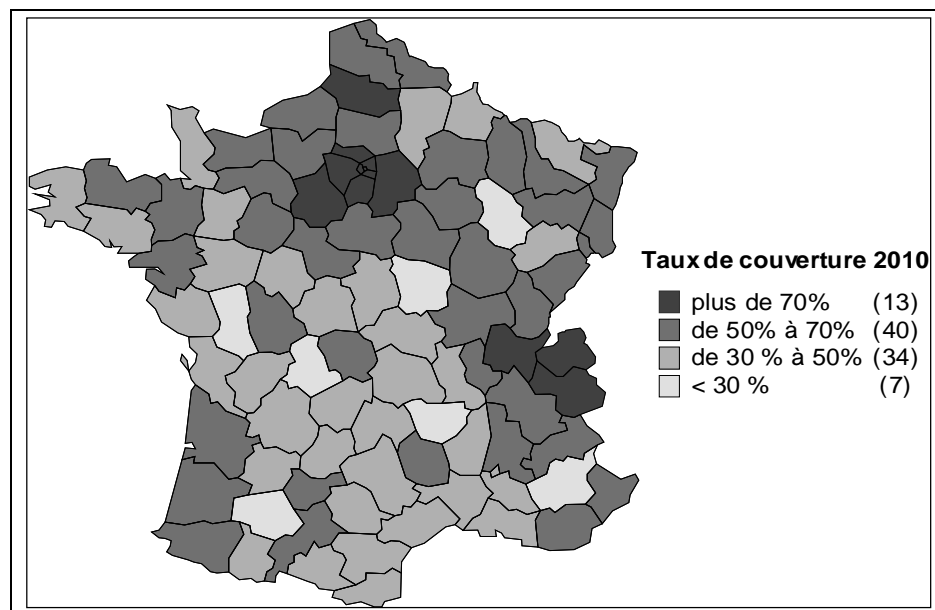 Taux de couverture 2010
plus de 70% (13)
de 50% à 70% (40)
de 30 % à 50% (34)
< 30 % (7)